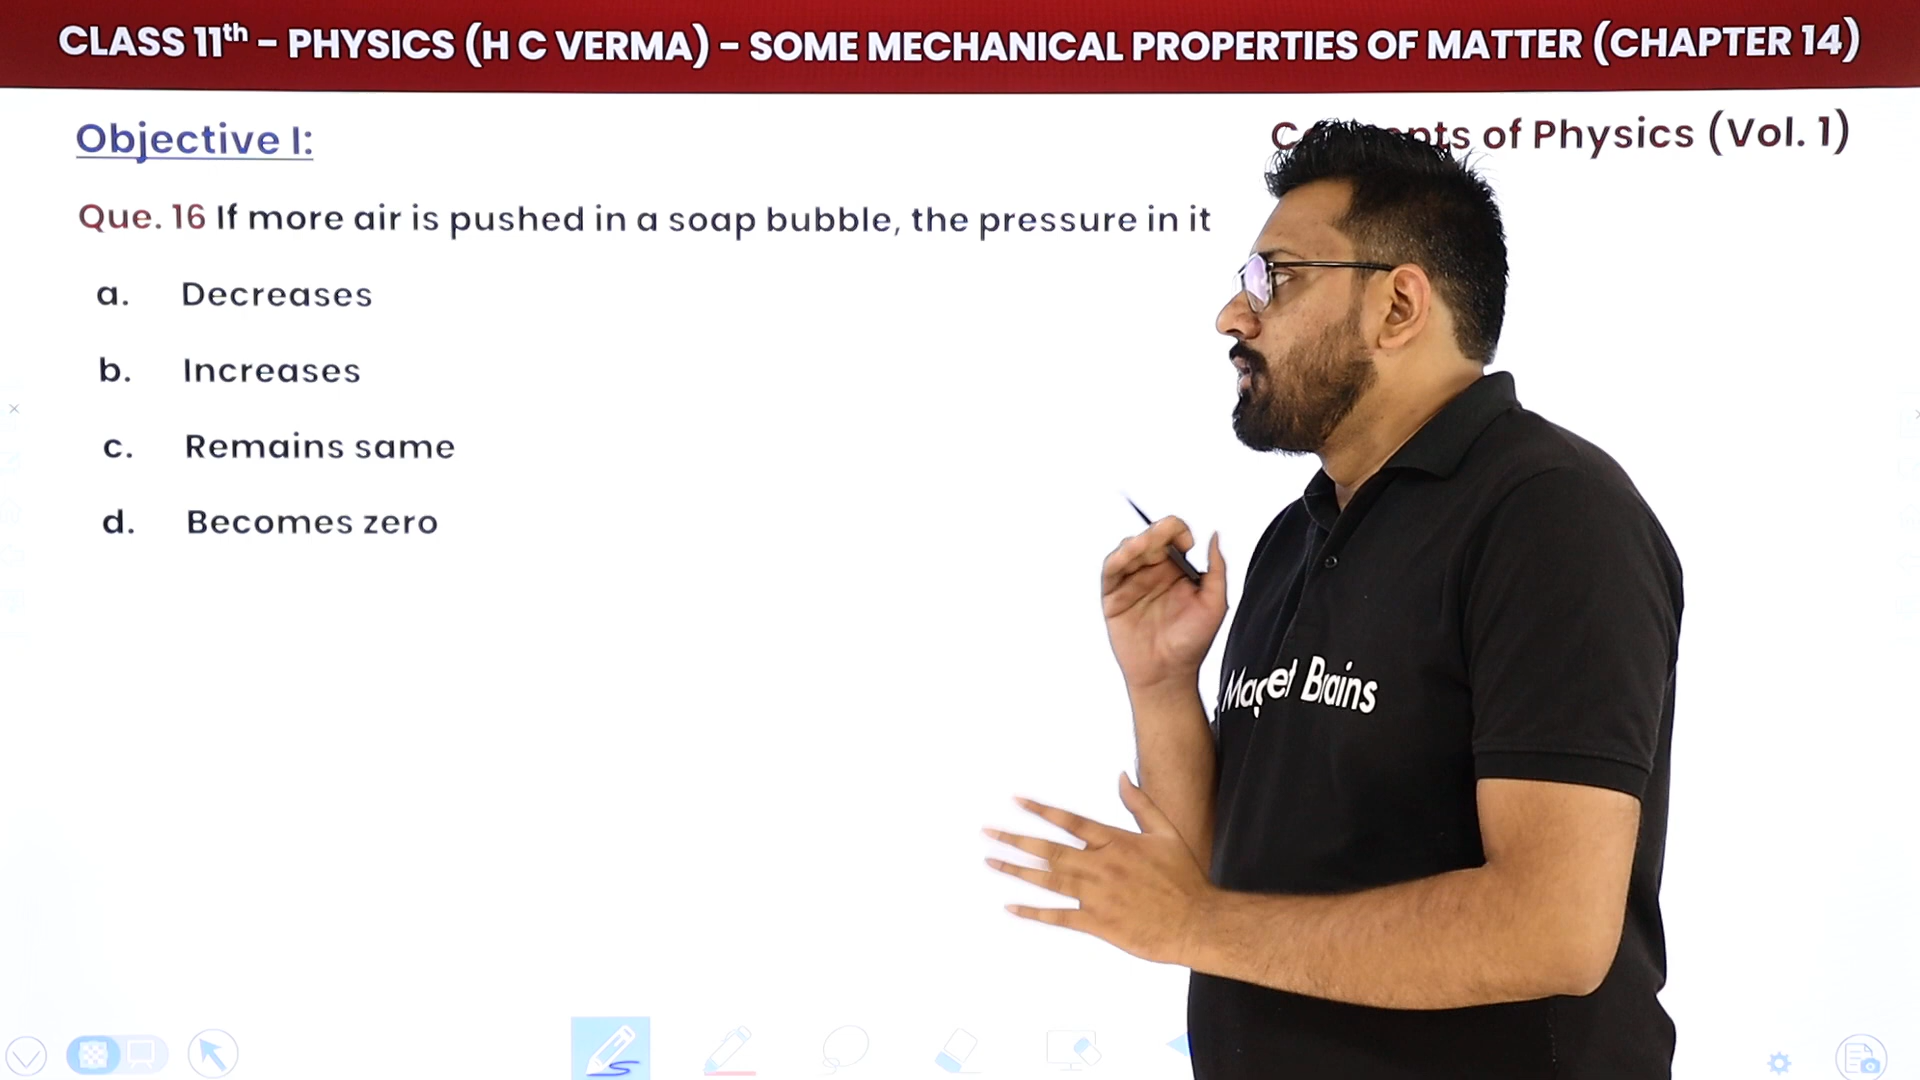 CLASS 11th - PHYSICS (H C VERMA) - SOME MECHANICAL PROPERTIES OF MATTER (CHAPTER 14)
Objective I:
of Physics (Vol. 1)
Que. 16 If more air is pushed in a soap bubble, the pressure in it
a. Decreases
b. Increases
c. Remains same
d. Becomes zero
Brains